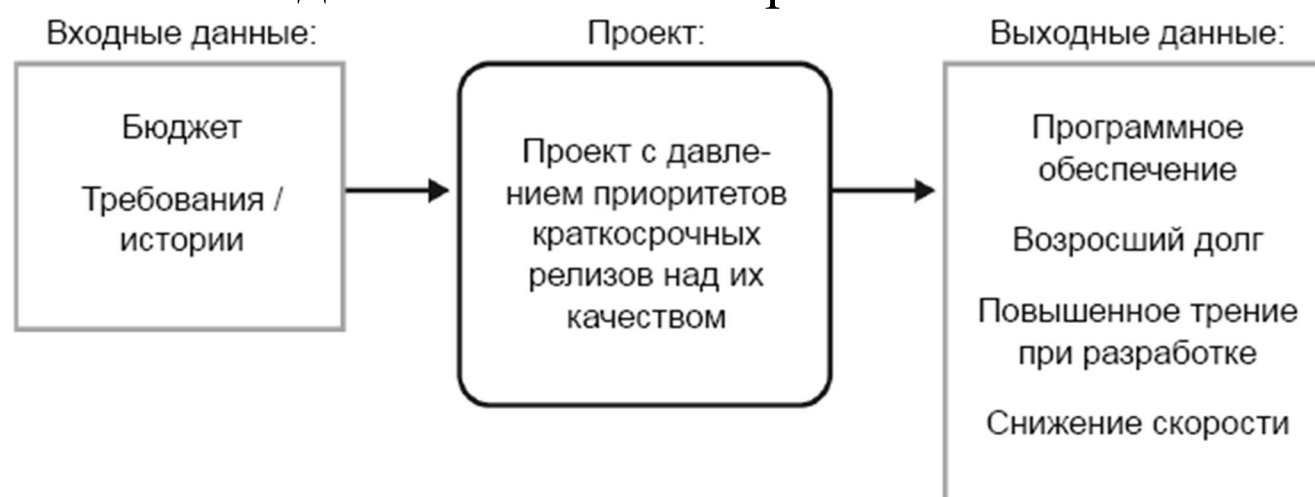 Входные данные:
Бюджет
Требования /
истории
Проект:
Проект с давле-
нием приоритетов
краткосрочных
релизов над их
качеством
Выходные данные:
Программное
обеспечение
Возросший долг
Повышенное трение
при разработке
Снижение скорости